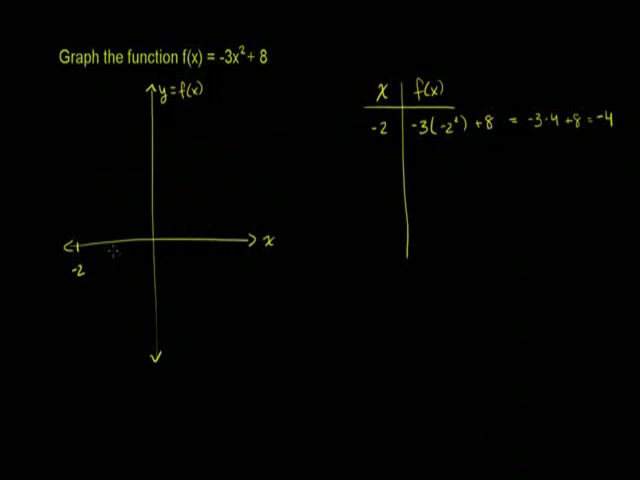 Graph the function f(x) = -3x² + 8
y=f(x)
x f(x)
-2 -3(-2²) +8 = -3·4 +8 = -4
x
-2